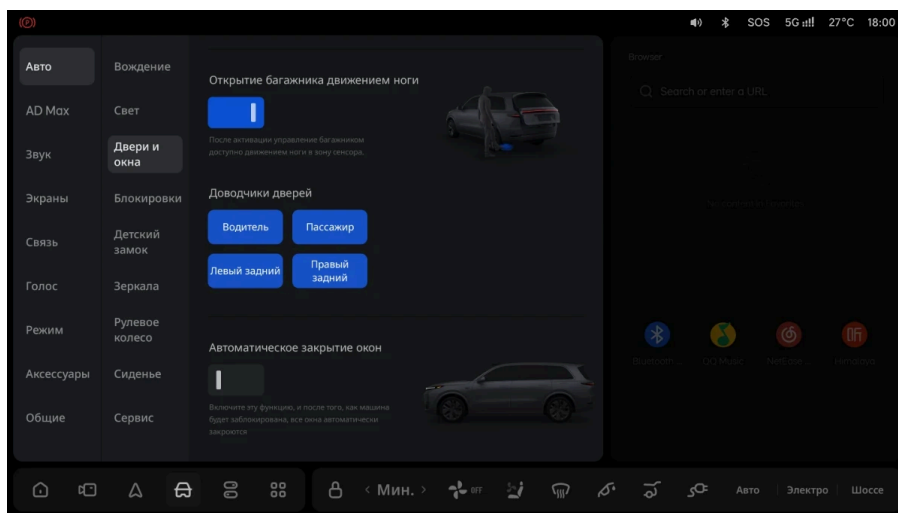 (P)
SOS 5G 27°C 18:00
Авто
AD Max
Звук
Экраны
Связь
Голос
Режим
Аксессуары
Общие
Вождение
Свет
Двери и
окна
Блокировки
Детский
замок
Зеркала
Рулевое
колесо
Сиденье
Сервис
Открытие багажника движением ноги
После активации управление багажником
доступно движением ноги в зону сенсора.
Доводчики дверей
Водитель
Пассажир
Левый задний
Правый
задний
Автоматическое закрытие окон
Включите эту функцию, и после того, как машина
будет заблокирована, все окна автоматически
закроются
Browser
Search or enter a URL
Bluetooth ...
QQ Music
NetEase ...
< Мин. >
OFF
Авто
Электро
Шоссе